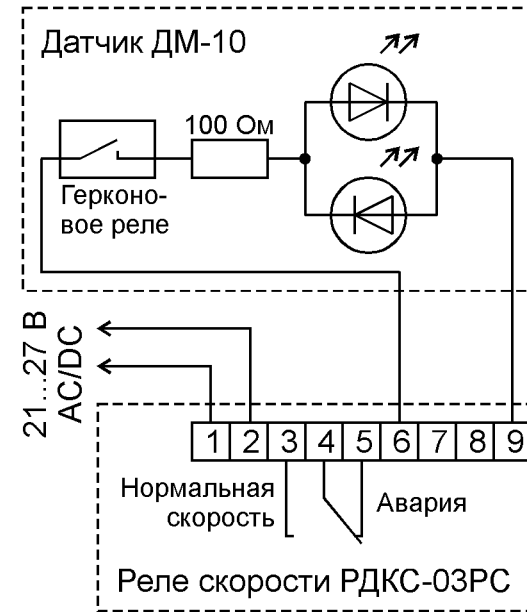 Датчик ДМ-10
100 Ом
Герконо-
вое реле
21...27 В
AC/DC
1 2 3 4 5 6 7 8 9
Нормальная
скорость
Авария
Реле скорости РДКС-03РС